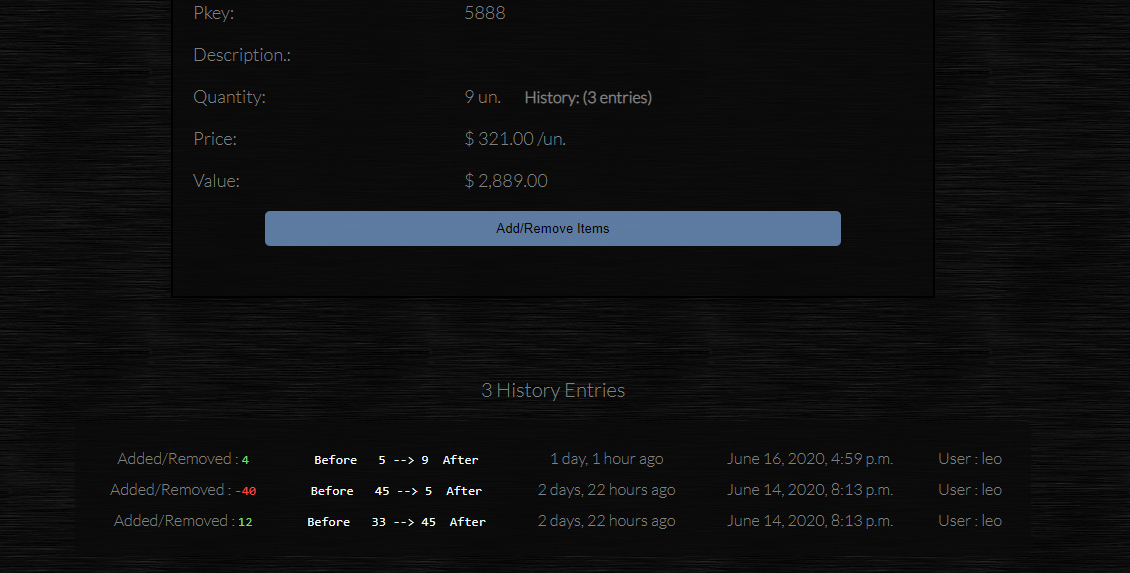 Pkey: 5888
Description.:
Quantity: 9 un. History: (3 entries)
Price: $ 321.00 /un.
Value: $ 2,889.00
Add/Remove Items
3 History Entries
Added/Removed : 4 Before 5 --> 9 After 1 day, 1 hour ago June 16, 2020, 4:59 p.m. User : leo
Added/Removed : -40 Before 45 --> 5 After 2 days, 22 hours ago June 14, 2020, 8:13 p.m. User : leo
Added/Removed : 12 Before 33 --> 45 After 2 days, 22 hours ago June 14, 2020, 8:13 p.m. User : leo